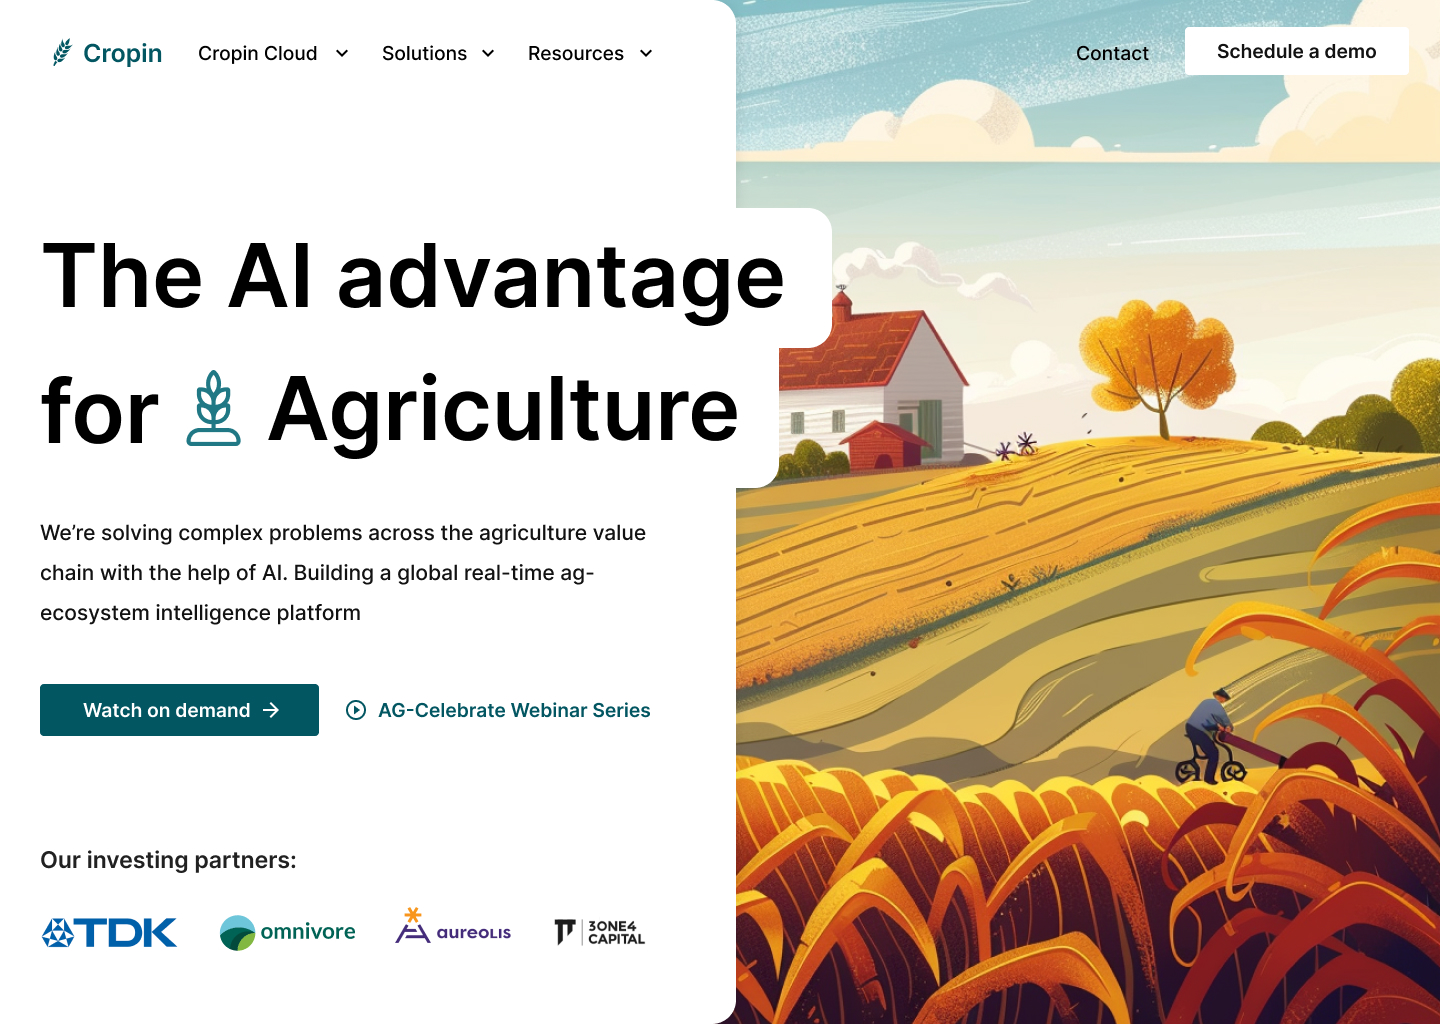 Cropin
Cropin Cloud
Solutions
Resources
Contact
Schedule a demo
The AI advantage
for Agriculture
We’re solving complex problems across the agriculture value
chain with the help of AI. Building a global real-time ag-
ecosystem intelligence platform
Watch on demand
AG-Celebrate Webinar Series
Our investing partners:
TDK
omnivore
aureolis
3ONE4
CAPITAL